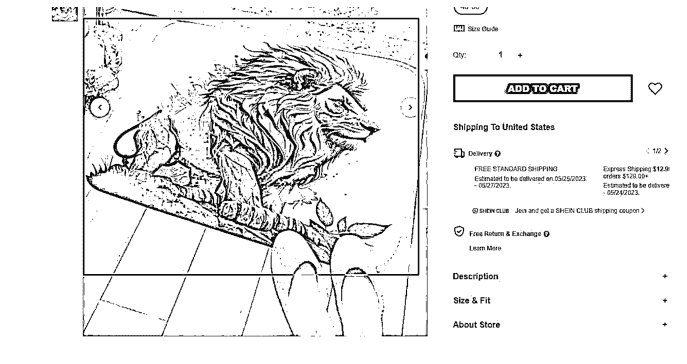 Size Guide
Qty: 1 +
ADD TO CART
Shipping To United States
Delivery
1/2
FREE STANDARD SHIPPING
Estimated to be delivered on 05/25/2023
- 06/27/2023.
Express Shipping $12.9
orders $129.00+
Estimated to be delivere
- 05/24/2023.
SHEIN CLUB Join and get a SHEIN CLUB shipping coupon >
Free Return & Exchange
Learn More
Description +
Size & Fit +
About Store +